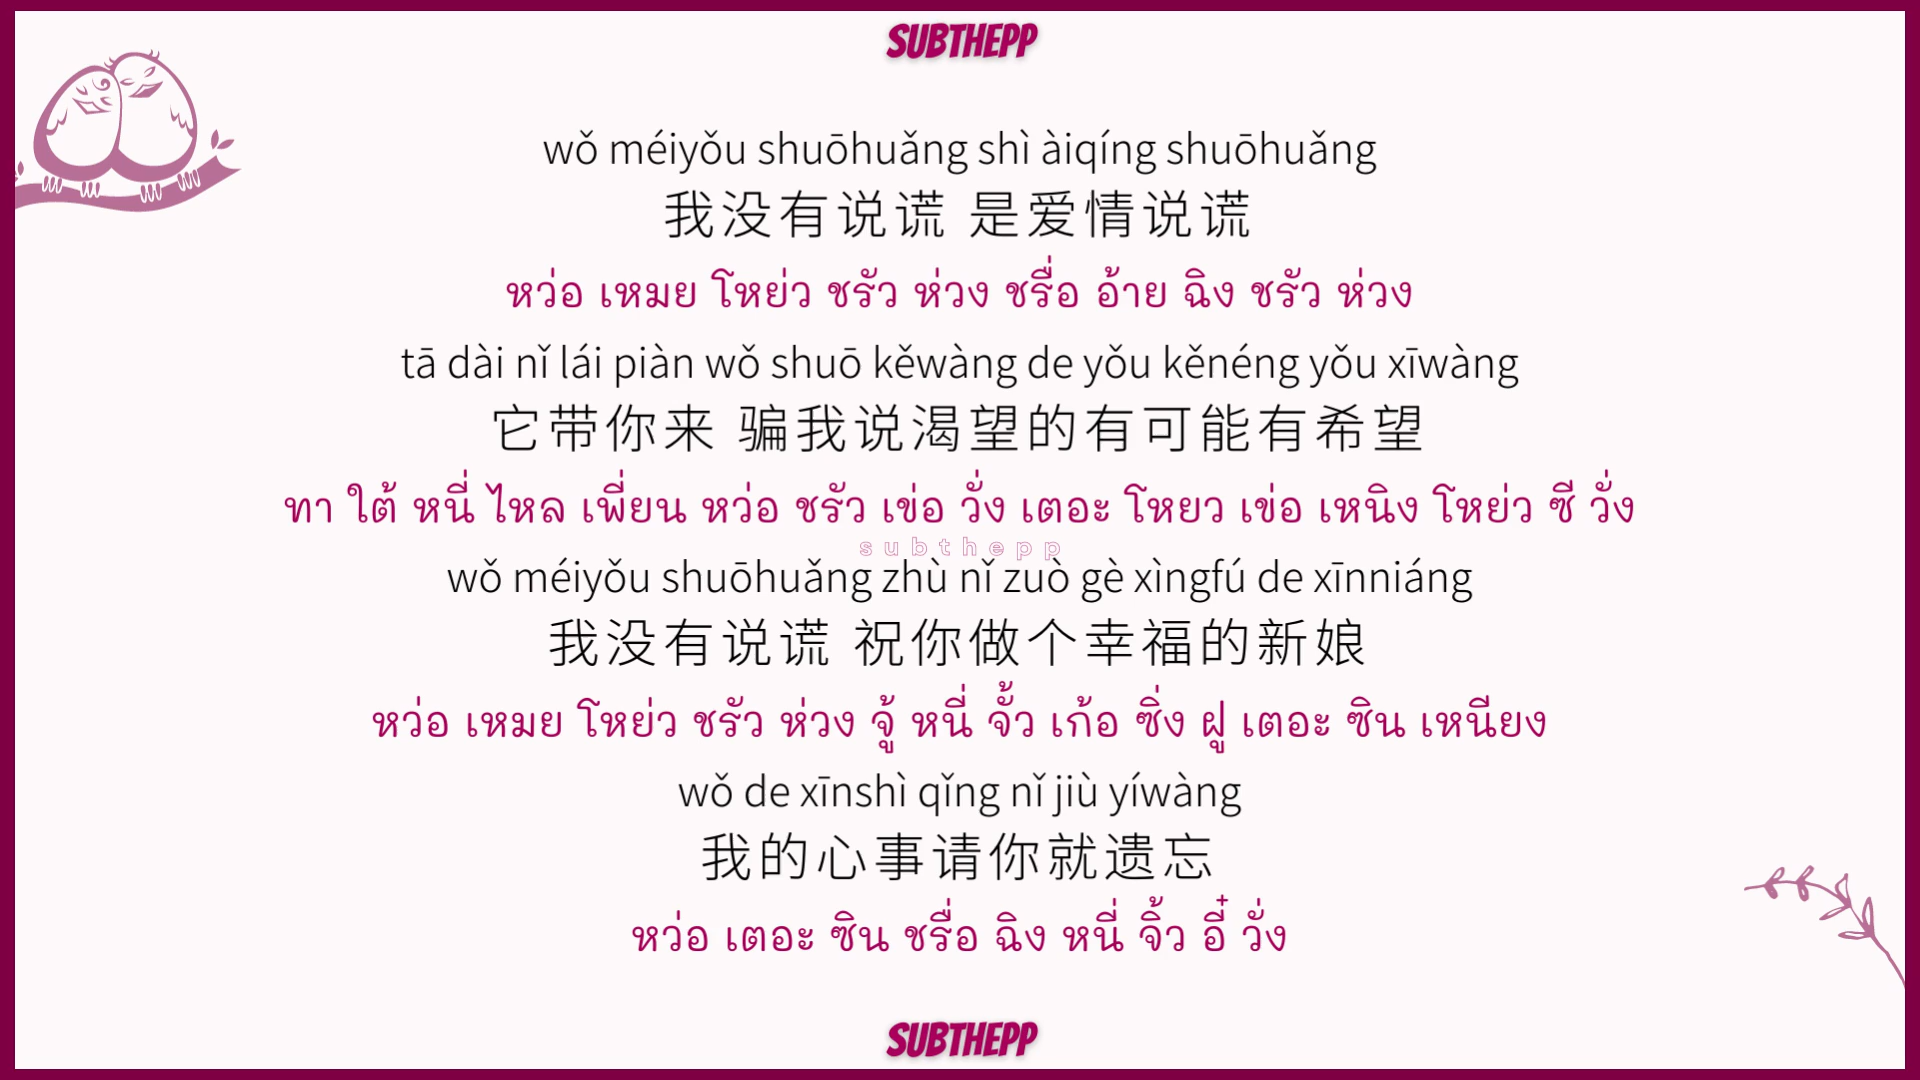 SUBTHEPP
wǒ méiyǒu shuōhuǎng shì àiqíng shuōhuǎng
我没有说谎 是爱情说谎
หว่อ เหมย โหย่ว ชรัว ห่วง ชรื่อ อ้าย ฉิง ชรัว ห่วง
tā dài nǐ lái piàn wǒ shuō kěwàng de yǒu kěnéng yǒu xīwàng
它带你来 骗我说渴望的有可能有希望
ทา ใต้ หนี่ ไหล เพี่ยน หว่อ ชรัว เข่อ วั่ง เตอะ โหยว เข่อ เหนิง โหย่ว ซี วั่ง
subthepp
wǒ méiyǒu shuōhuǎng zhù nǐ zuò gè xìngfú de xīnniáng
我没有说谎 祝你做个幸福的新娘
หว่อ เหมย โหย่ว ชรัว ห่วง จู้ หนี่ จั้ว เก้อ ซิ่ง ฝู เตอะ ซิน เหนียง
wǒ de xīnshì qǐng nǐ jiù yíwàng
我的心事请你就遗忘
หว่อ เตอะ ซิน ชรื่อ ฉิง หนี่ จิ้ว อี๋ วั่ง
SUBTHEPP